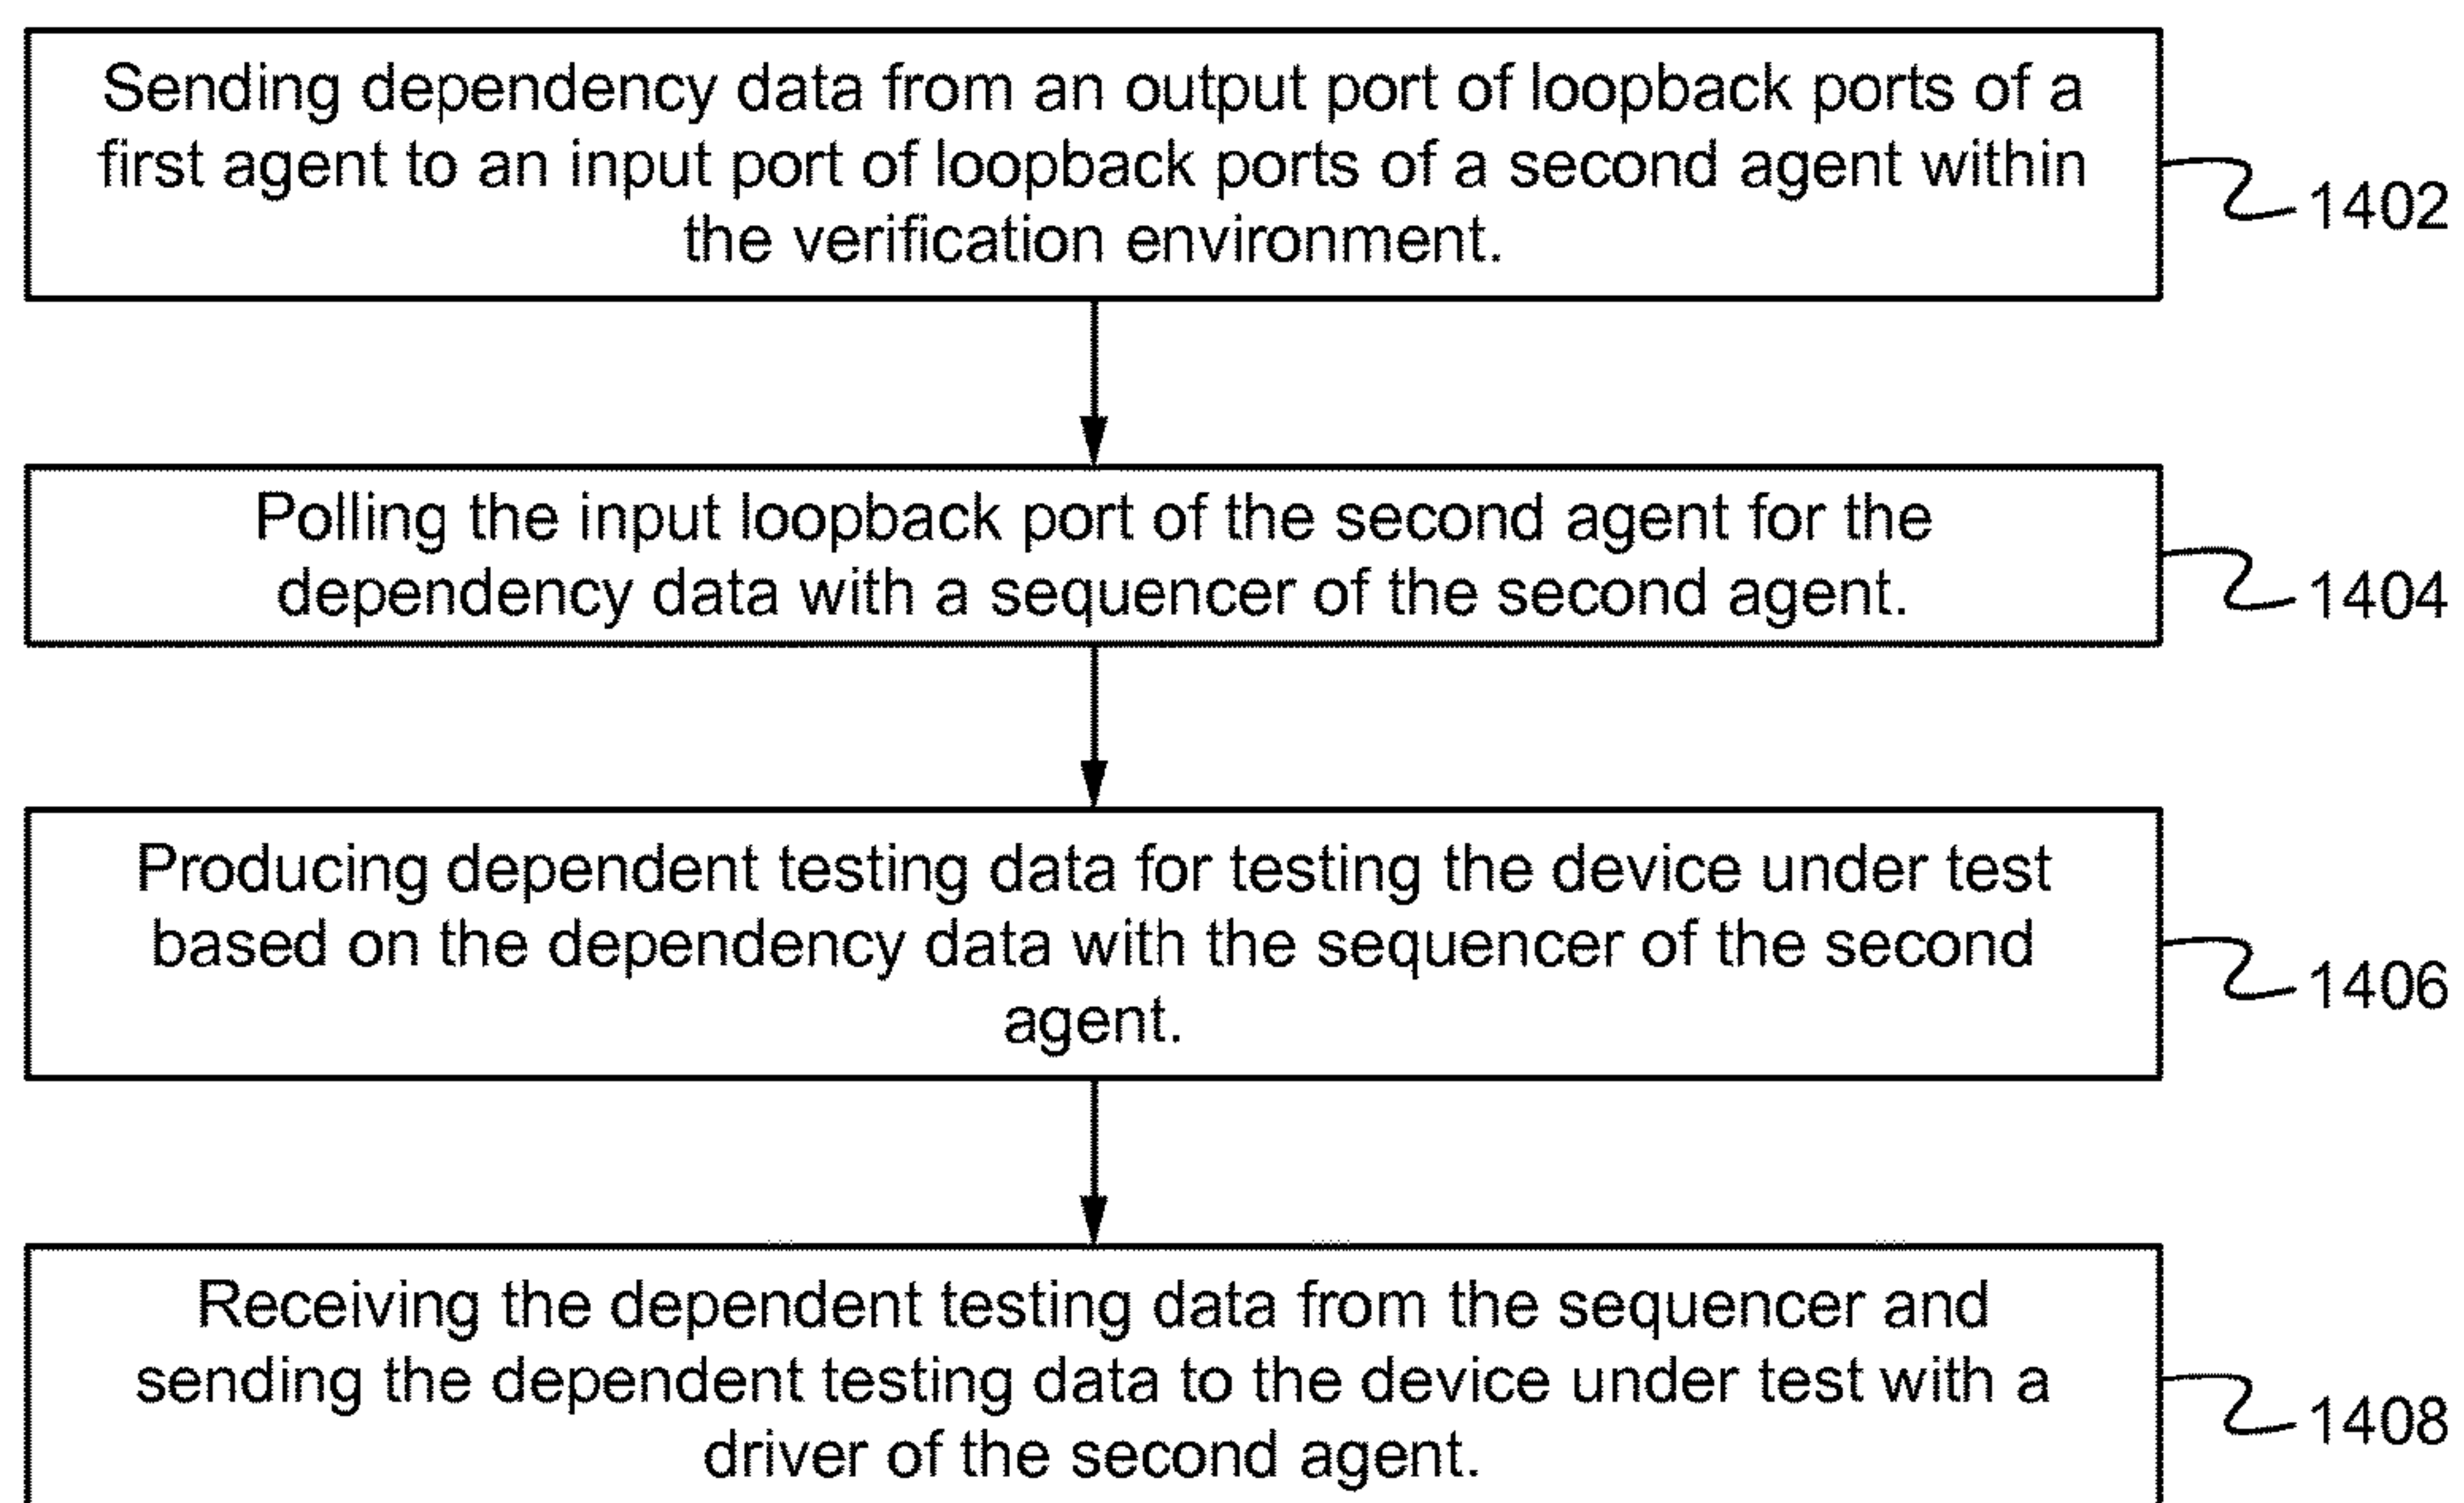 Sending dependency data from an output port of loopback ports of a
first agent to an input port of loopback ports of a second agent within
the verification environment.
1402
Polling the input loopback port of the second agent for the
dependency data with a sequencer of the second agent.
1404
Producing dependent testing data for testing the device under test
based on the dependency data with the sequencer of the second
agent.
1406
Receiving the dependent testing data from the sequencer and
sending the dependent testing data to the device under test with a
driver of the second agent.
1408